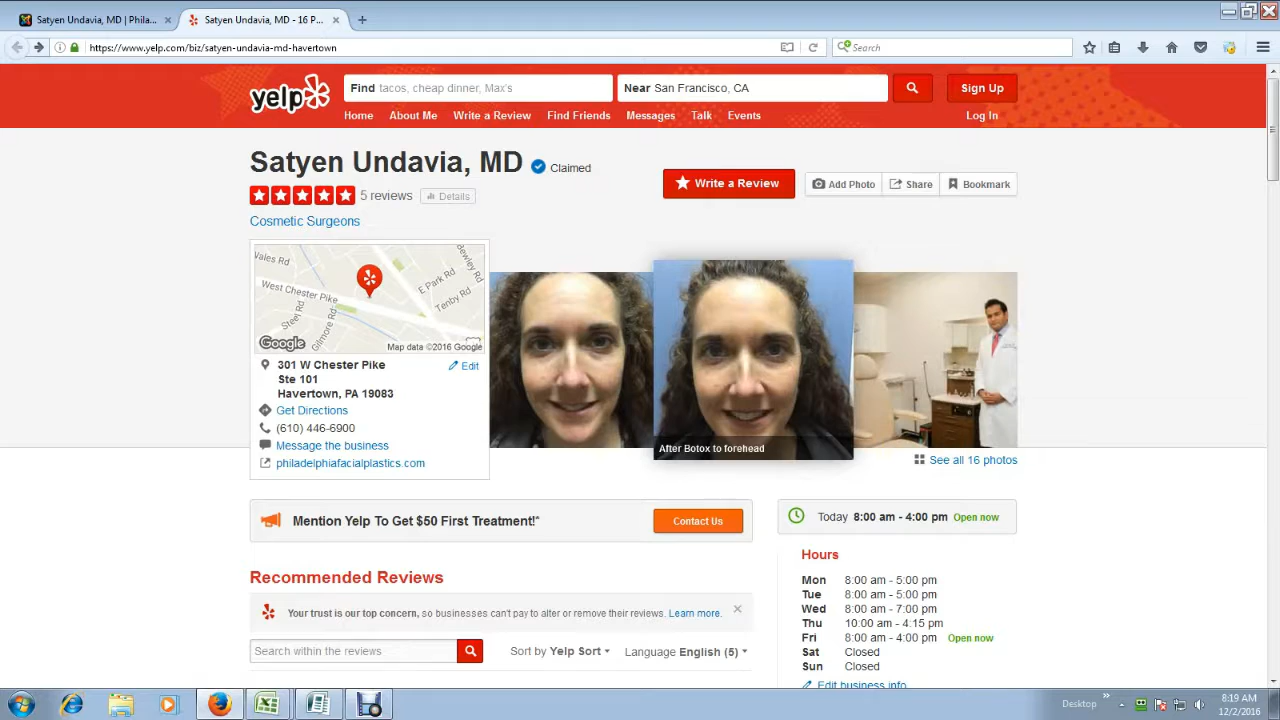 Satyen Undavia, MD | Phila...
Satyen Undavia, MD - 16 P...
https://www.yelp.com/biz/satyen-undavia-md-havertown
Search
yelp
Find tacos, cheap dinner, Max's
Near San Francisco, CA
Sign Up
Home About Me Write a Review Find Friends Messages Talk Events
Log In
Satyen Undavia, MD
Claimed
Write a Review
Add Photo
Share
Bookmark
5 reviews
Details
Cosmetic Surgeons
Vales Rd
West Chester Pike
Steel Rd
Gilmore Rd
E Park Rd
Bewley Rd
Tenby Rd
Google
Map data ©2016 Google
301 W Chester Pike
Ste 101
Havertown, PA 19083
Edit
Get Directions
(610) 446-6900
Message the business
philadelphiafacialplastics.com
After Botox to forehead
See all 16 photos
Mention Yelp To Get $50 First Treatment!*
Contact Us
Today 8:00 am - 4:00 pm Open now
Recommended Reviews
Your trust is our top concern, so businesses can't pay to alter or remove their reviews. Learn more.
Search within the reviews
Sort by Yelp Sort
Language English (5)
Hours
Mon 8:00 am - 5:00 pm
Tue 8:00 am - 5:00 pm
Wed 8:00 am - 7:00 pm
Thu 10:00 am - 4:15 pm
Fri 8:00 am - 4:00 pm Open now
Sat Closed
Sun Closed
Edit business info
Desktop
8:19 AM
12/2/2016